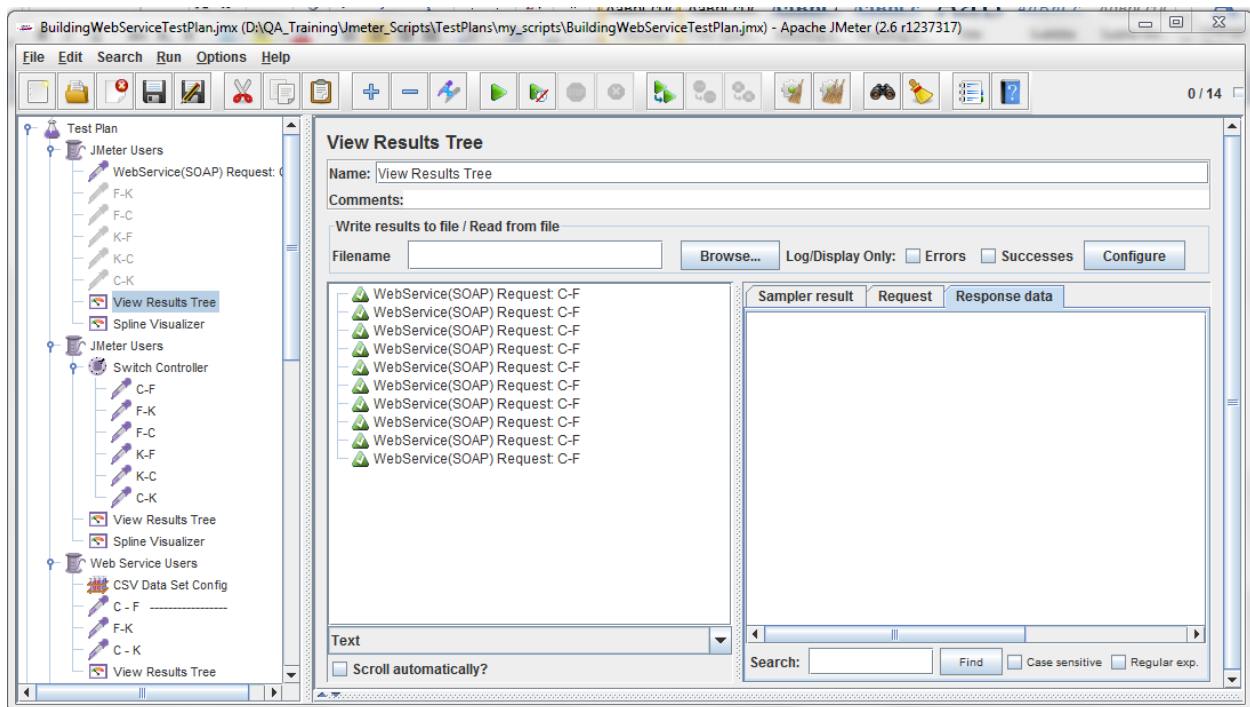 BuildingWebServiceTestPlan.jmx (D:\QA_Training\Jmeter_Scripts\TestPlans\my_scripts\BuildingWebServiceTestPlan.jmx) - Apache JMeter (2.6 r1237317)
File Edit Search Run Options Help
0 / 14
Test Plan
JMeter Users
WebService(SOAP) Request: C
F-K
F-C
K-F
K-C
C-K
View Results Tree
Spline Visualizer
JMeter Users
Switch Controller
C-F
F-K
F-C
K-F
K-C
C-K
View Results Tree
Spline Visualizer
Web Service Users
CSV Data Set Config
C - F -----------------
F-K
C - K
View Results Tree
View Results Tree
Name: View Results Tree
Comments:
Write results to file / Read from file
Filename Browse... Log/Display Only: Errors Successes Configure
WebService(SOAP) Request: C-F
WebService(SOAP) Request: C-F
WebService(SOAP) Request: C-F
WebService(SOAP) Request: C-F
WebService(SOAP) Request: C-F
WebService(SOAP) Request: C-F
WebService(SOAP) Request: C-F
WebService(SOAP) Request: C-F
WebService(SOAP) Request: C-F
WebService(SOAP) Request: C-F
Text
Scroll automatically?
Sampler result Request Response data
Search: Find Case sensitive Regular exp.